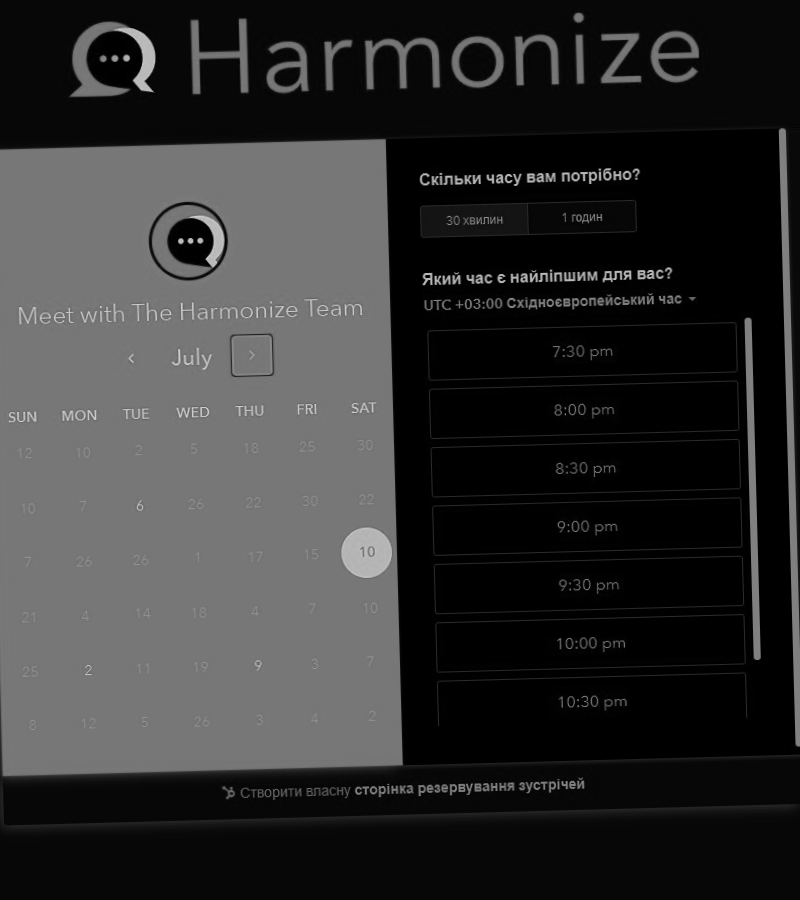 Harmonize
Meet with The Harmonize Team
July
SUN MON TUE WED THU FRI SAT
12 10 2 5 18 25 30
10 7 6 26 22 30 22
7 26 26 1 17 15 10
21 4 14 18 4 7 10
25 2 11 19 9 3 7
8 12 5 26 3 4 2
Скільки часу вам потрібно?
30 хвилин 1 годин
Який час є найліпшим для вас?
UTC +03:00 Східноєвропейський час
7:30 pm
8:00 pm
8:30 pm
9:00 pm
9:30 pm
10:00 pm
10:30 pm
Створити власну сторінка резервування зустрічей